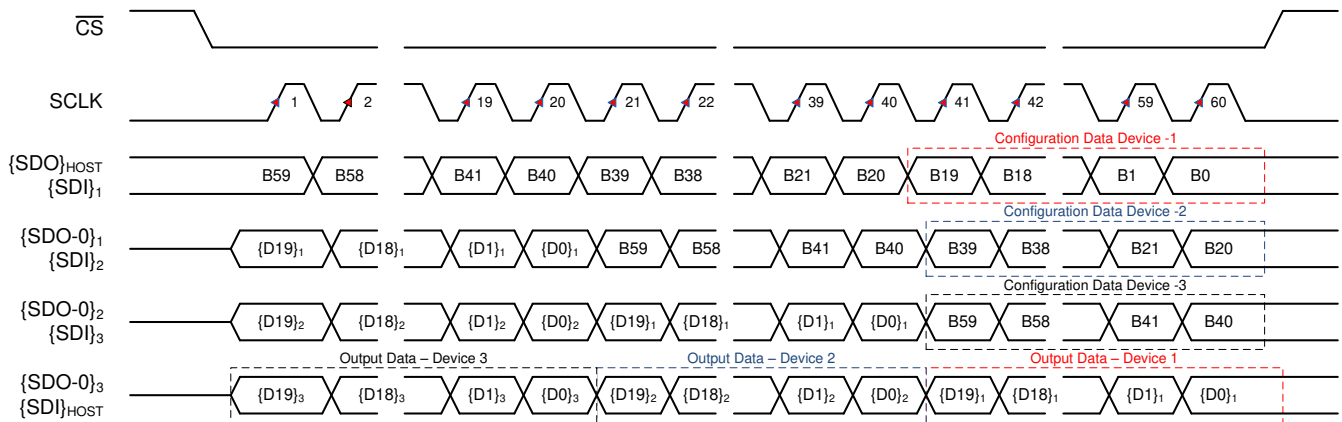 CS
SCLK 1 2 19 20 21 22 39 40 41 42 59 60
Configuration Data Device -1
{SDO}HOST
{SDI}1
B59 B58 B41 B40 B39 B38 B21 B20 B19 B18 B1 B0
Configuration Data Device -2
{SDO-0}1
{SDI}2
{D19}1 {D18}1 {D1}1 {D0}1 B59 B58 B41 B40 B39 B38 B21 B20
Configuration Data Device -3
{SDO-0}2
{SDI}3
{D19}2 {D18}2 {D1}2 {D0}2 {D19}1 {D18}1 {D1}1 {D0}1 B59 B58 B41 B40
Output Data – Device 3 Output Data – Device 2 Output Data – Device 1
{SDO-0}3
{SDI}HOST
{D19}3 {D18}3 {D1}3 {D0}3 {D19}2 {D18}2 {D1}2 {D0}2 {D19}1 {D18}1 {D1}1 {D0}1